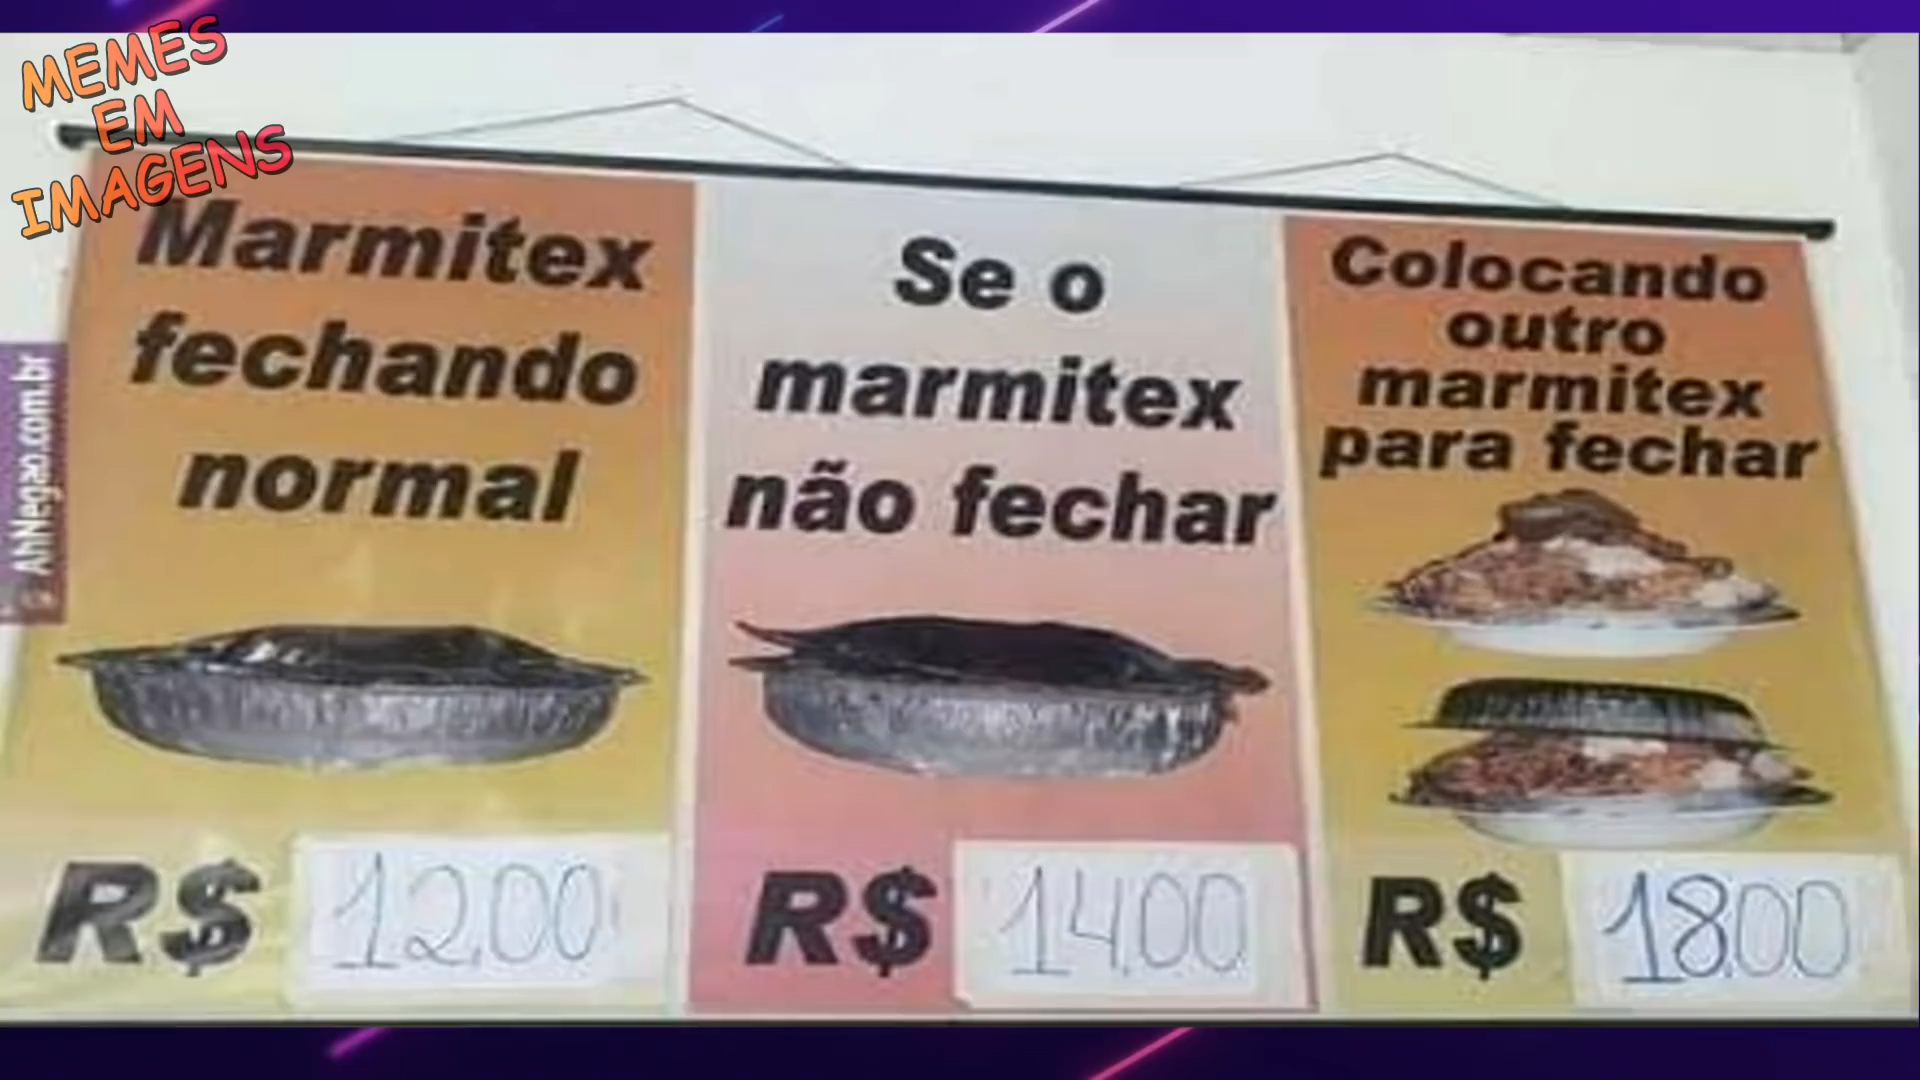 MEMES
EM
IMAGENS
AhNegao.com.br
Marmitex
fechando
normal
R$ 12,00
Se o
marmitex
não fechar
R$ 14,00
Colocando
outro
marmitex
para fechar
R$ 18,00